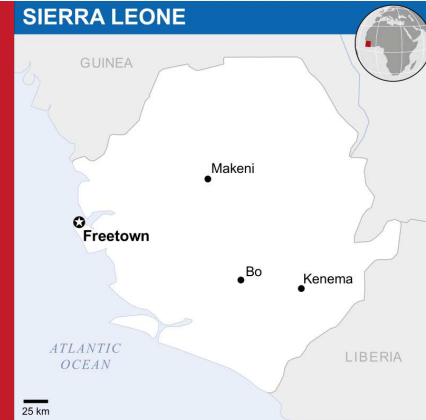 SIERRA LEONE
GUINEA
Makeni
Freetown
Bo
Kenema
ATLANTIC
OCEAN
LIBERIA
25 km